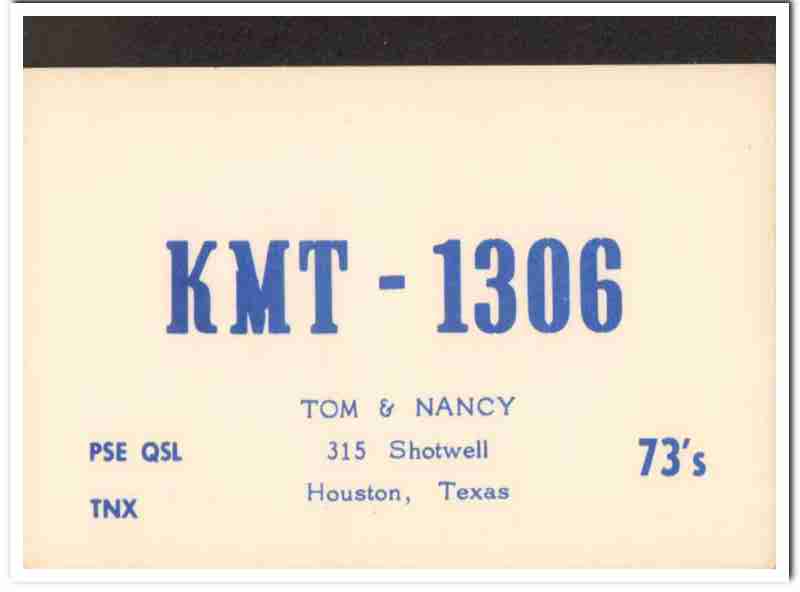 KMT - 1306
TOM & NANCY
PSE QSL
315 Shotwell
73's
Houston, Texas
TNX